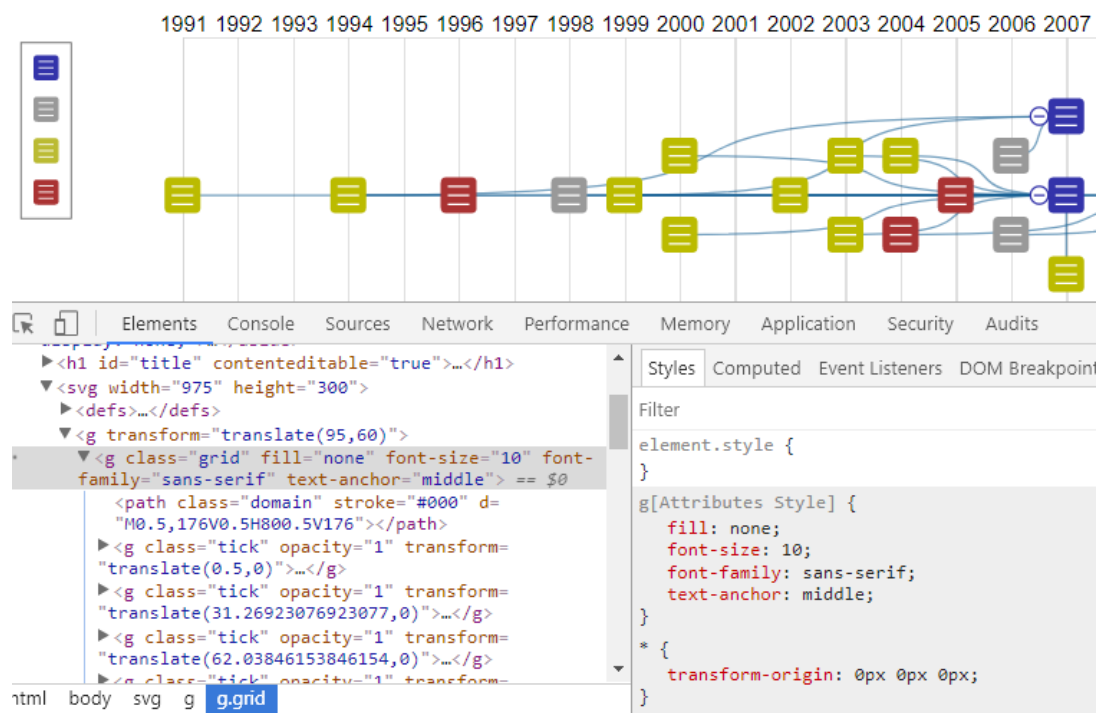 1991 1992 1993 1994 1995 1996 1997 1998 1999 2000 2001 2002 2003 2004 2005 2006 2007
Elements Console Sources Network Performance Memory Application Security Audits
<h1 id="title" contenteditable="true">…</h1>
<svg width="975" height="300">
<defs>…</defs>
<g transform="translate(95,60)">
<g class="grid" fill="none" font-size="10" font-
family="sans-serif" text-anchor="middle"> == $0
<path class="domain" stroke="#000" d=
"M0.5,176V0.5H800.5V176"></path>
<g class="tick" opacity="1" transform=
"translate(0.5,0)">…</g>
<g class="tick" opacity="1" transform=
"translate(31.26923076923077,0)">…</g>
<g class="tick" opacity="1" transform=
"translate(62.03846153846154,0)">…</g>
<g class="tick" opacity="1" transform=
html body svg g g.grid
Styles Computed Event Listeners DOM Breakpoint
Filter
element.style {
}
g[Attributes Style] {
fill: none;
font-size: 10;
font-family: sans-serif;
text-anchor: middle;
}
* {
transform-origin: 0px 0px 0px;
}